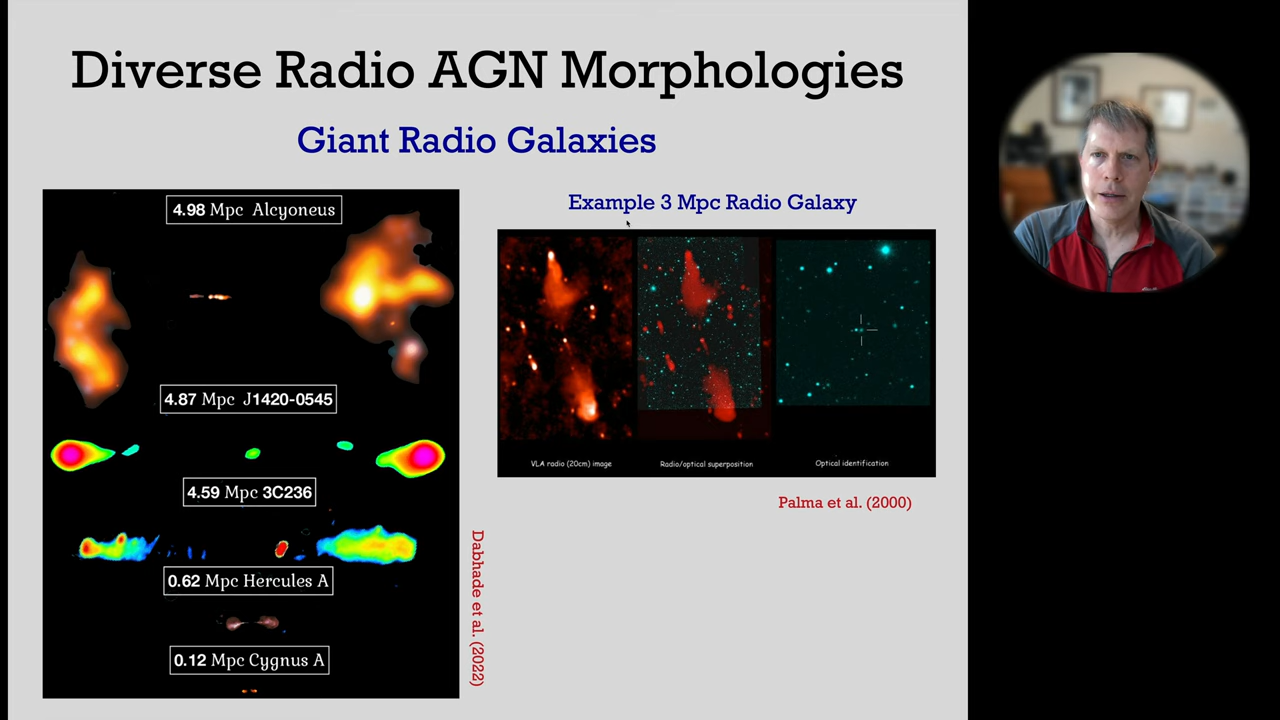 Diverse Radio AGN Morphologies
Giant Radio Galaxies
4.98 Mpc Alcyoneus
4.87 Mpc J1420-0545
4.59 Mpc 3C236
0.62 Mpc Hercules A
0.12 Mpc Cygnus A
Dabhade et al. (2022)
Example 3 Mpc Radio Galaxy
VLA radio (20cm) image
Radio/optical superposition
Optical identification
Palma et al. (2000)